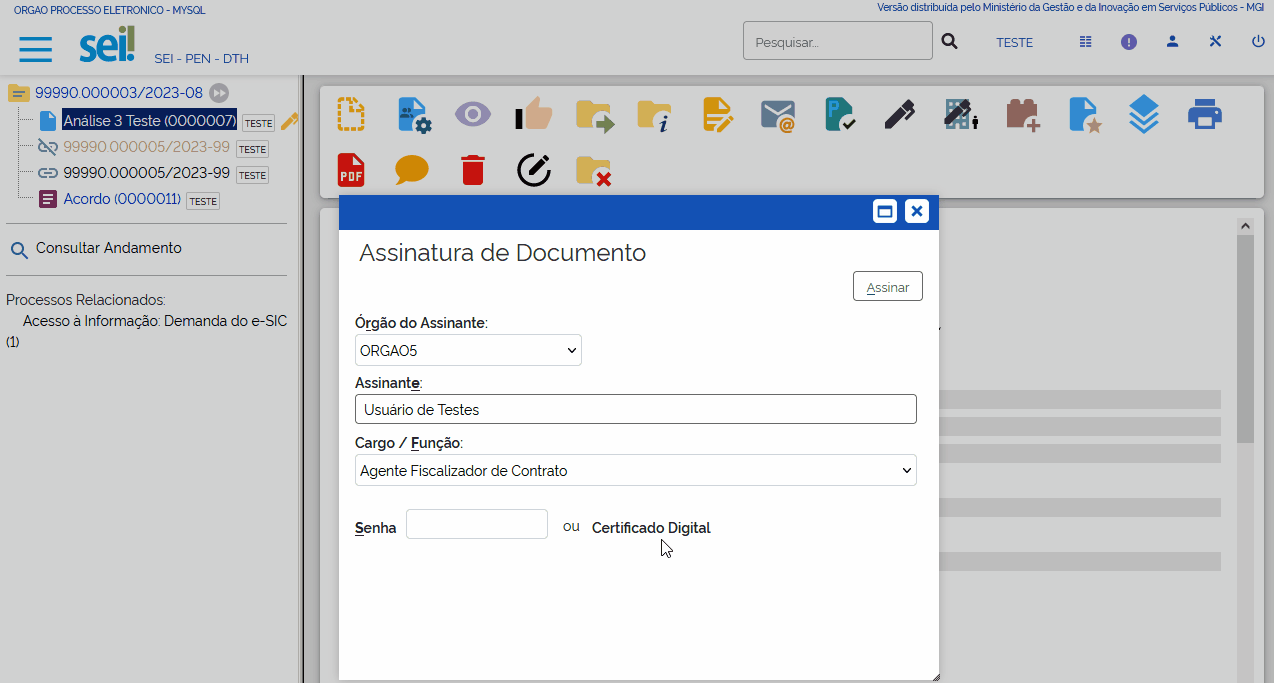 ORGAO PROCESSO ELETRONICO - MYSQL
Versão distribuída pelo Ministério da Gestão e da Inovação em Serviços Públicos - MGI
sei!
SEI - PEN - DTH
Pesquisar...
TESTE
99990.000003/2023-08
Análise 3 Teste (0000007) TESTE
99990.000005/2023-99 TESTE
99990.000005/2023-99 TESTE
Acordo (0000011) TESTE
Consultar Andamento
Processos Relacionados:
Acesso à Informação: Demanda do e-SIC
(1)
PDF
Assinatura de Documento
Assinar
Órgão do Assinante:
ORGAO5
Assinante:
Usuário de Testes
Cargo / Função:
Agente Fiscalizador de Contrato
Senha ou Certificado Digital